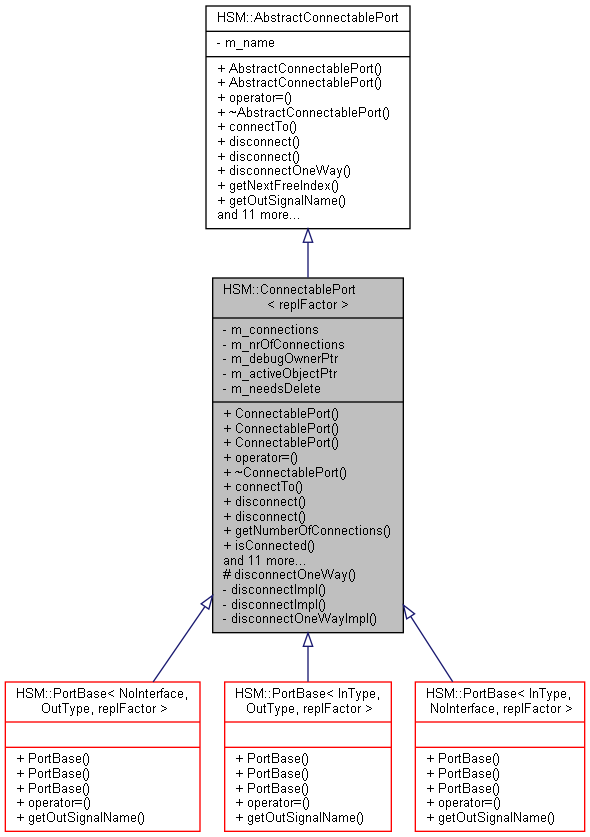 HSM::AbstractConnectablePort
- m_name
+ AbstractConnectablePort()
+ AbstractConnectablePort()
+ operator=()
+ ~AbstractConnectablePort()
+ connectTo()
+ disconnect()
+ disconnect()
+ disconnectOneWay()
+ getNextFreeIndex()
+ getOutSignalName()
and 11 more...
HSM::ConnectablePort
< replFactor >
- m_connections
- m_nrOfConnections
- m_debugOwnerPtr
- m_activeObjectPtr
- m_needsDelete
+ ConnectablePort()
+ ConnectablePort()
+ ConnectablePort()
+ operator=()
+ ~ConnectablePort()
+ connectTo()
+ disconnect()
+ disconnect()
+ getNumberOfConnections()
+ isConnected()
and 11 more...
# disconnectOneWay()
- disconnectImpl()
- disconnectImpl()
- disconnectOneWayImpl()
HSM::PortBase< NoInterface,
OutType, replFactor >
+ PortBase()
+ PortBase()
+ PortBase()
+ operator=()
+ getOutSignalName()
HSM::PortBase< InType,
OutType, replFactor >
+ PortBase()
+ PortBase()
+ PortBase()
+ operator=()
+ getOutSignalName()
HSM::PortBase< InType,
NoInterface, replFactor >
+ PortBase()
+ PortBase()
+ PortBase()
+ operator=()
+ getOutSignalName()